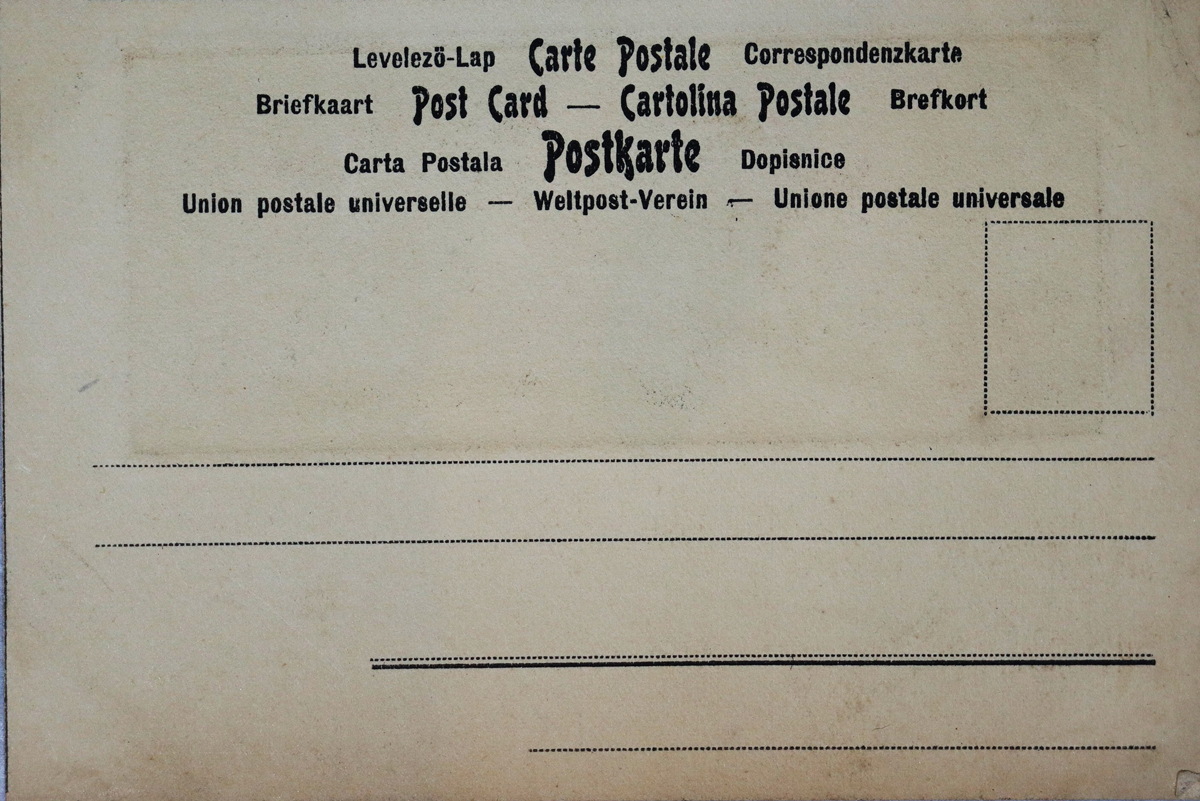 Levelezö-Lap Carte Postale Correspondenzkarte
Briefkaart Post Card — Cartolina Postale Brefkort
Carta Postala Postkarte Dopisnice
Union postale universelle — Weltpost-Verein — Unione postale universale